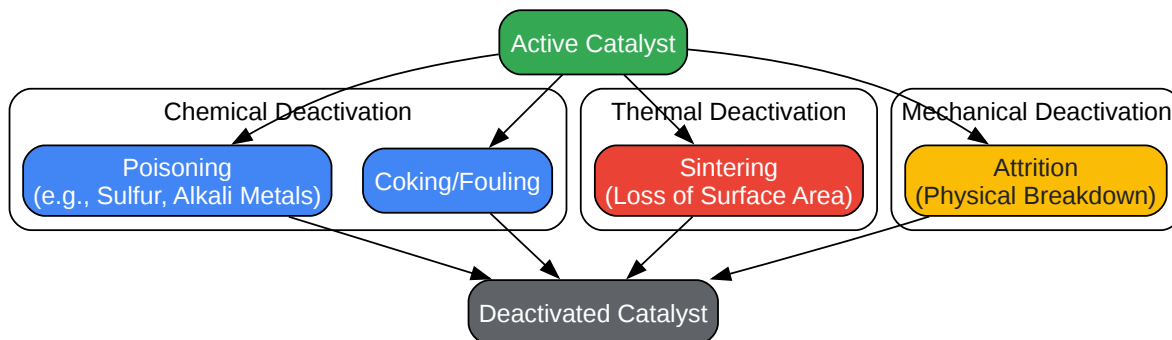 Active Catalyst
Chemical Deactivation
Thermal Deactivation
Mechanical Deactivation
Poisoning
(e.g., Sulfur, Alkali Metals)
Coking/Fouling
Sintering
(Loss of Surface Area)
Attrition
(Physical Breakdown)
Deactivated Catalyst